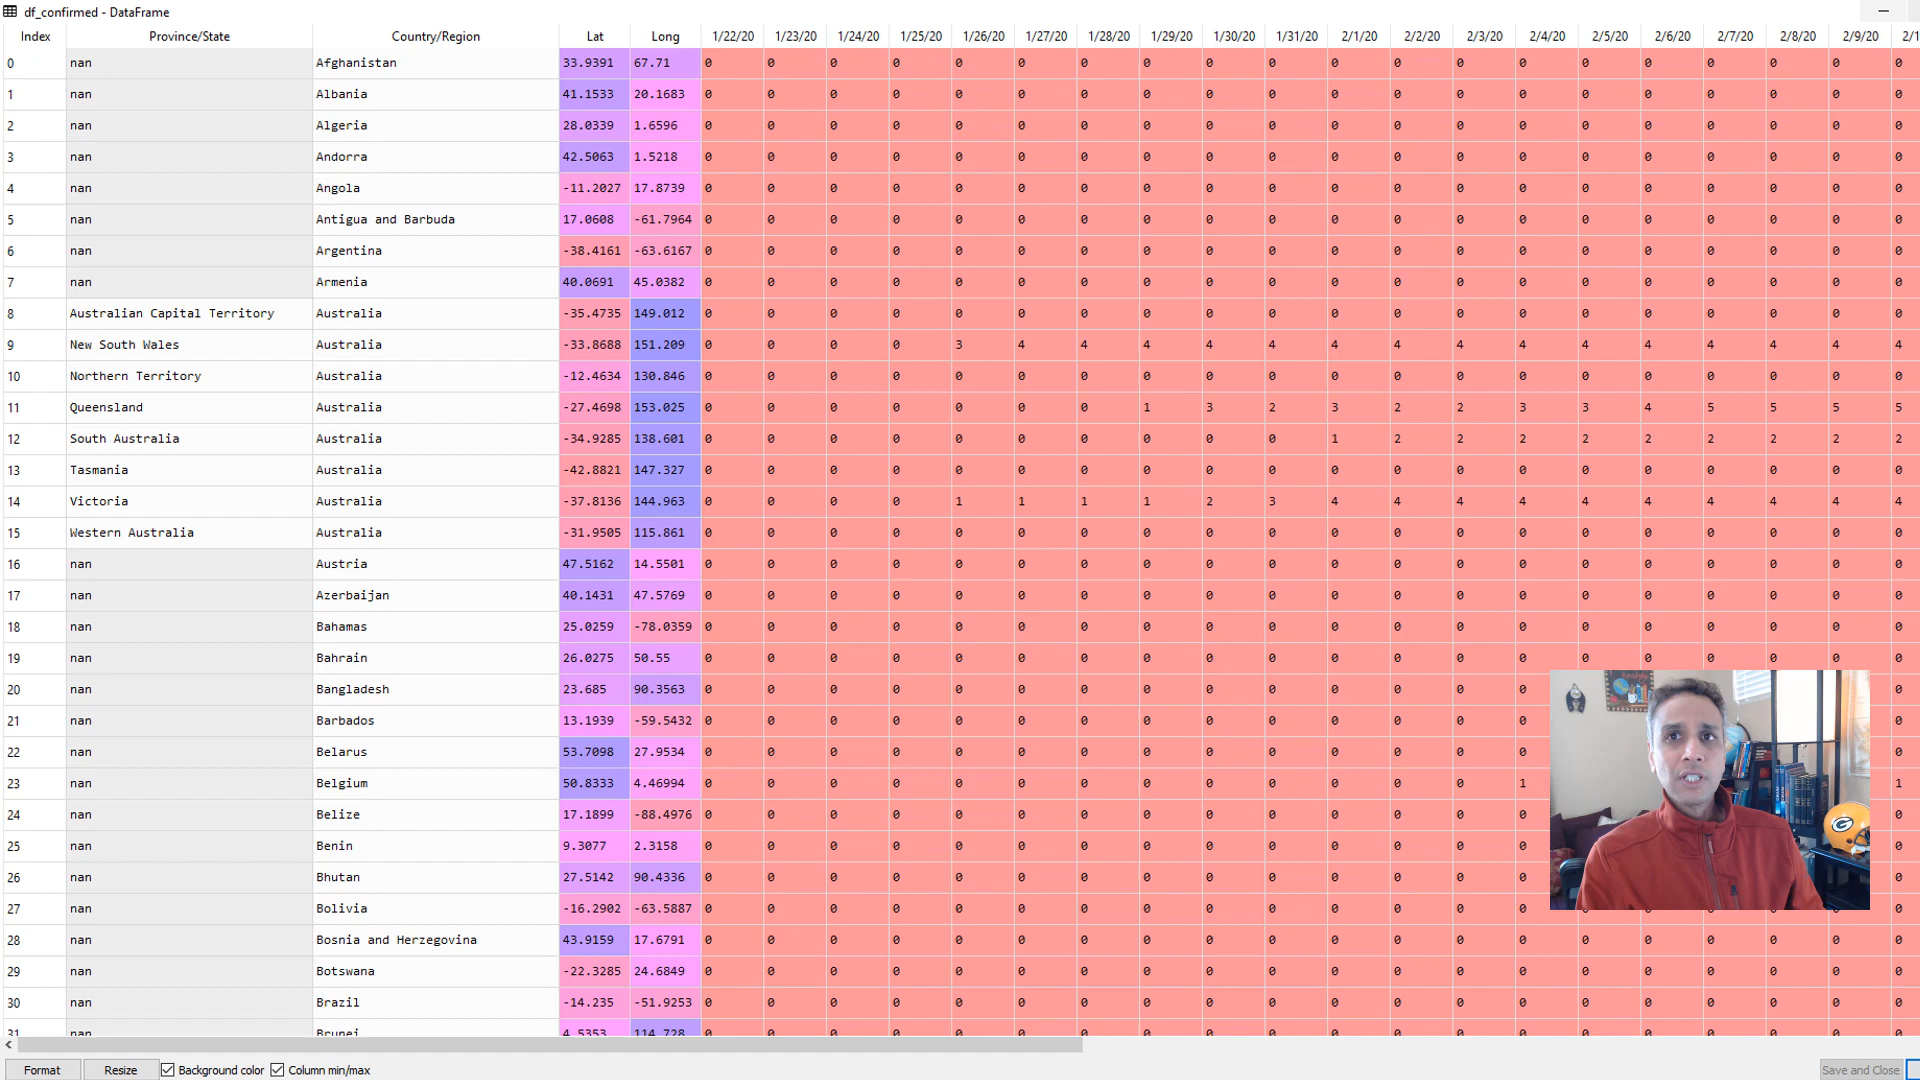 df_confirmed - DataFrame
Index Province/State Country/Region Lat Long 1/22/20 1/23/20 1/24/20 1/25/20 1/26/20 1/27/20 1/28/20 1/29/20 1/30/20 1/31/20 2/1/20 2/2/20 2/3/20 2/4/20 2/5/20 2/6/20 2/7/20 2/8/20 2/9/20 2/1
0 nan Afghanistan 33.9391 67.71 0 0 0 0 0 0 0 0 0 0 0 0 0 0 0 0 0 0 0 0
1 nan Albania 41.1533 20.1683 0 0 0 0 0 0 0 0 0 0 0 0 0 0 0 0 0 0 0 0
2 nan Algeria 28.0339 1.6596 0 0 0 0 0 0 0 0 0 0 0 0 0 0 0 0 0 0 0 0
3 nan Andorra 42.5063 1.5218 0 0 0 0 0 0 0 0 0 0 0 0 0 0 0 0 0 0 0 0
4 nan Angola -11.2027 17.8739 0 0 0 0 0 0 0 0 0 0 0 0 0 0 0 0 0 0 0 0
5 nan Antigua and Barbuda 17.0608 -61.7964 0 0 0 0 0 0 0 0 0 0 0 0 0 0 0 0 0 0 0 0
6 nan Argentina -38.4161 -63.6167 0 0 0 0 0 0 0 0 0 0 0 0 0 0 0 0 0 0 0 0
7 nan Armenia 40.0691 45.0382 0 0 0 0 0 0 0 0 0 0 0 0 0 0 0 0 0 0 0 0
8 Australian Capital Territory Australia -35.4735 149.012 0 0 0 0 0 0 0 0 0 0 0 0 0 0 0 0 0 0 0 0
9 New South Wales Australia -33.8688 151.209 0 0 0 0 3 4 4 4 4 4 4 4 4 4 4 4 4 4 4 4
10 Northern Territory Australia -12.4634 130.846 0 0 0 0 0 0 0 0 0 0 0 0 0 0 0 0 0 0 0 0
11 Queensland Australia -27.4698 153.025 0 0 0 0 0 0 0 1 3 2 3 2 2 3 3 4 5 5 5 5
12 South Australia Australia -34.9285 138.601 0 0 0 0 0 0 0 0 0 0 1 2 2 2 2 2 2 2 2 2
13 Tasmania Australia -42.8821 147.327 0 0 0 0 0 0 0 0 0 0 0 0 0 0 0 0 0 0 0 0
14 Victoria Australia -37.8136 144.963 0 0 0 0 1 1 1 1 2 3 4 4 4 4 4 4 4 4 4 4
15 Western Australia Australia -31.9505 115.861 0 0 0 0 0 0 0 0 0 0 0 0 0 0 0 0 0 0 0 0
16 nan Austria 47.5162 14.5501 0 0 0 0 0 0 0 0 0 0 0 0 0 0 0 0 0 0 0 0
17 nan Azerbaijan 40.1431 47.5769 0 0 0 0 0 0 0 0 0 0 0 0 0 0 0 0 0 0 0 0
18 nan Bahamas 25.0259 -78.0359 0 0 0 0 0 0 0 0 0 0 0 0 0 0 0 0 0 0 0 0
19 nan Bahrain 26.0275 50.55 0 0 0 0 0 0 0 0 0 0 0 0 0 0 0 0 0 0 0 0
20 nan Bangladesh 23.685 90.3563 0 0 0 0 0 0 0 0 0 0 0 0 0 0 0
21 nan Barbados 13.1939 -59.5432 0 0 0 0 0 0 0 0 0 0 0 0 0 0 0
22 nan Belarus 53.7098 27.9534 0 0 0 0 0 0 0 0 0 0 0 0 0 0 0
23 nan Belgium 50.8333 4.46994 0 0 0 0 0 0 0 0 0 0 0 0 0 1 1
24 nan Belize 17.1899 -88.4976 0 0 0 0 0 0 0 0 0 0 0 0 0 0 0
25 nan Benin 9.3077 2.3158 0 0 0 0 0 0 0 0 0 0 0 0 0 0 0
26 nan Bhutan 27.5142 90.4336 0 0 0 0 0 0 0 0 0 0 0 0 0 0 0
27 nan Bolivia -16.2902 -63.5887 0 0 0 0 0 0 0 0 0 0 0 0 0 0 0 0 0 0 0 0
28 nan Bosnia and Herzegovina 43.9159 17.6791 0 0 0 0 0 0 0 0 0 0 0 0 0 0 0 0 0 0 0 0
29 nan Botswana -22.3285 24.6849 0 0 0 0 0 0 0 0 0 0 0 0 0 0 0 0 0 0 0 0
30 nan Brazil -14.235 -51.9253 0 0 0 0 0 0 0 0 0 0 0 0 0 0 0 0 0 0 0 0
31 nan Brunei 4.5353 114.728 0 0 0 0 0 0 0 0 0 0 0 0 0 0 0 0 0 0 0 0
Format Resize Background color Column min/max Save and Close